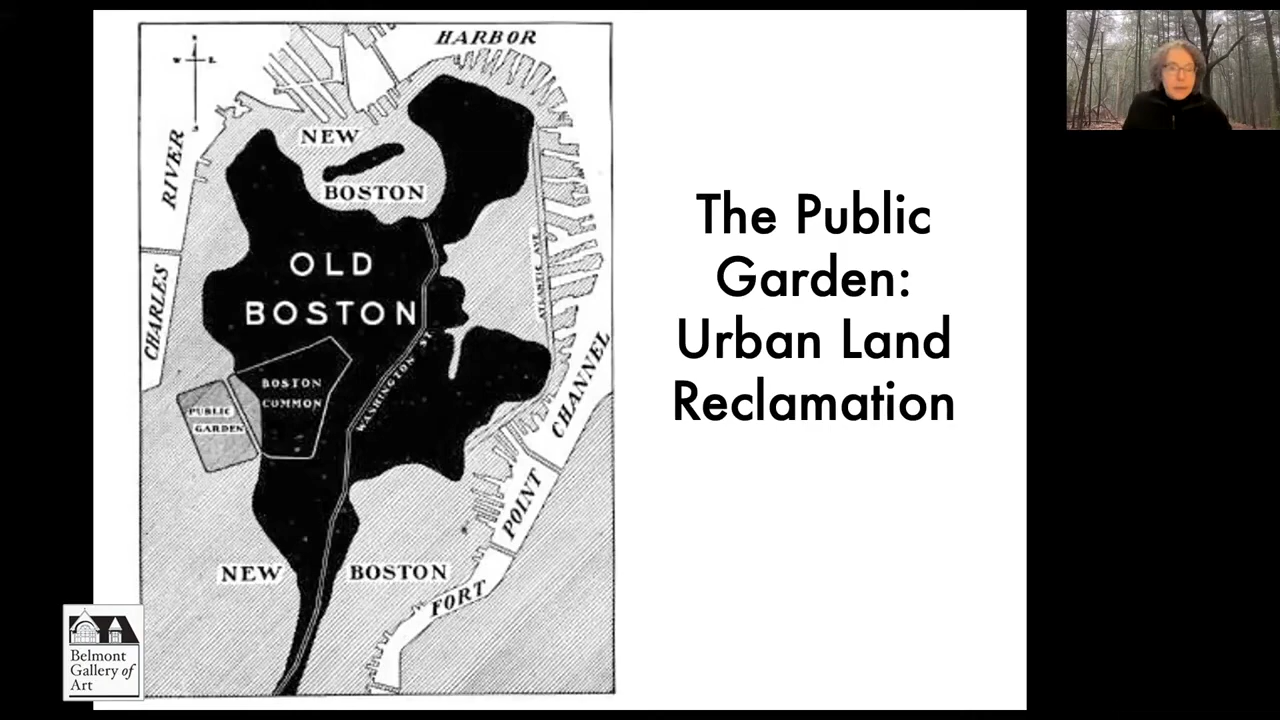 HARBOR
W
E
S
NEW
BOSTON
RIVER
OLD
BOSTON
CHARLES
ATLANTIC AVE
BOSTON
COMMON
PUBLIC
GARDEN
WASHINGTON ST
CHANNEL
POINT
FORT
NEW BOSTON
The Public
Garden:
Urban Land
Reclamation
Belmont
Gallery of
Art